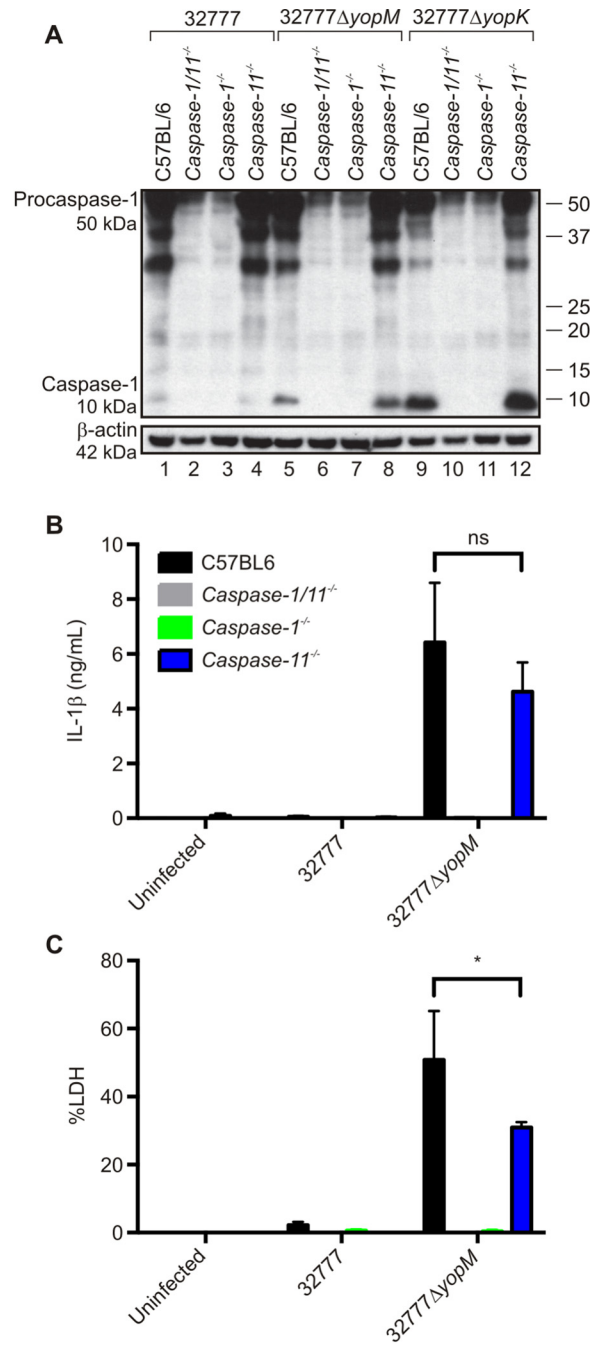 A
32777 32777ΔyopM 32777ΔyopK
C57BL/6 Caspase-1/11-/- Caspase-1-/- Caspase-11-/- C57BL/6 Caspase-1/11-/- Caspase-1-/- Caspase-11-/- C57BL/6 Caspase-1/11-/- Caspase-1-/- Caspase-11-/-
Procaspase-1
50 kDa
50
37
25
20
15
Caspase-1
10 kDa
10
β-actin
42 kDa
1 2 3 4 5 6 7 8 9 10 11 12
B
IL-1β (ng/mL)
10
8
6
4
2
0
C57BL6
Caspase-1/11-/-
Caspase-1-/-
Caspase-11-/-
ns
Uninfected 32777 32777ΔyopM
C
%LDH
80
60
40
20
0
*
Uninfected 32777 32777ΔyopM